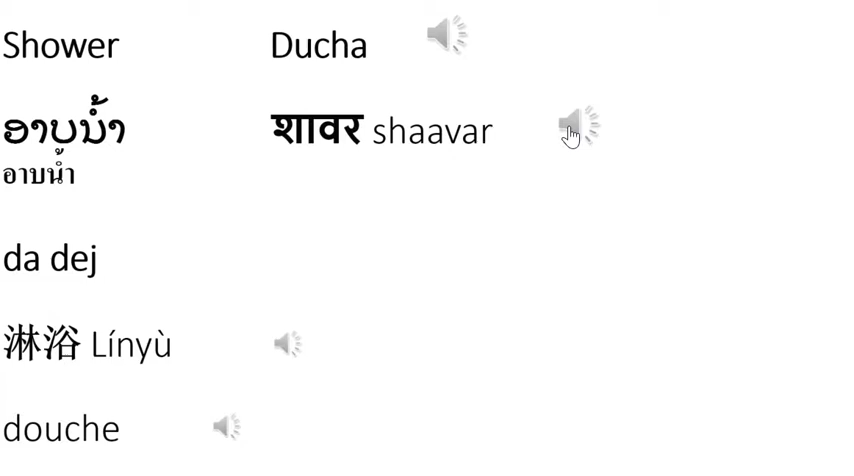 Shower
Ducha
ອາບນ້ຳ
शावर shaavar
อาบน้ำ
da dej
淋浴 Línyù
douche